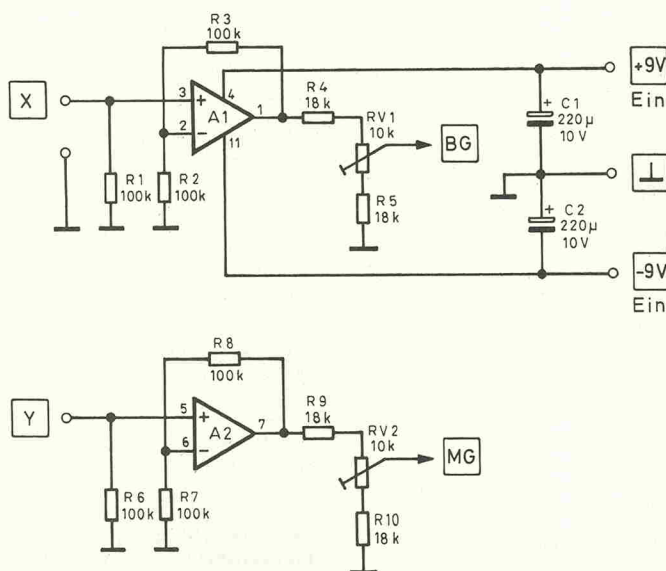 R3
100k
X
3
4
+
A1
1
2
−
11
R4
18k
RV1
10k
BG
R1
100k
R2
100k
R5
18k
+9V
Ein
+
C1
220µ
10V
+
C2
220µ
10V
-9V
Ein
R8
100k
Y
5
+
A2
7
6
−
R9
18k
RV2
10k
MG
R6
100k
R7
100k
R10
18k